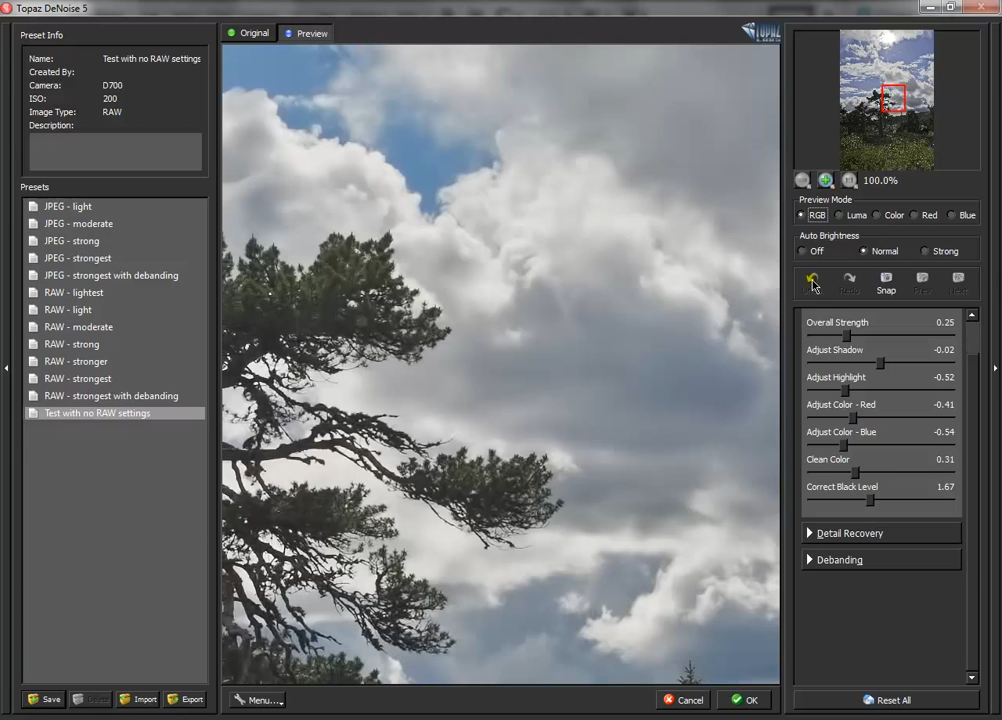 Topaz DeNoise 5
Preset Info
Name: Test with no RAW settings
Created By:
Camera: D700
ISO: 200
Image Type: RAW
Description:
Presets
JPEG - light
JPEG - moderate
JPEG - strong
JPEG - strongest
JPEG - strongest with debanding
RAW - lightest
RAW - light
RAW - moderate
RAW - strong
RAW - stronger
RAW - strongest
RAW - strongest with debanding
Test with no RAW settings
Save Delete Import Export
Original Preview
TOPAZ
Menu...
Cancel OK
100.0%
Preview Mode
RGB Luma Color Red Blue
Auto Brightness
Off Normal Strong
Redo Snap
Overall Strength 0.25
Adjust Shadow -0.02
Adjust Highlight -0.52
Adjust Color - Red -0.41
Adjust Color - Blue -0.54
Clean Color 0.31
Correct Black Level 1.67
Detail Recovery
Debanding
Reset All